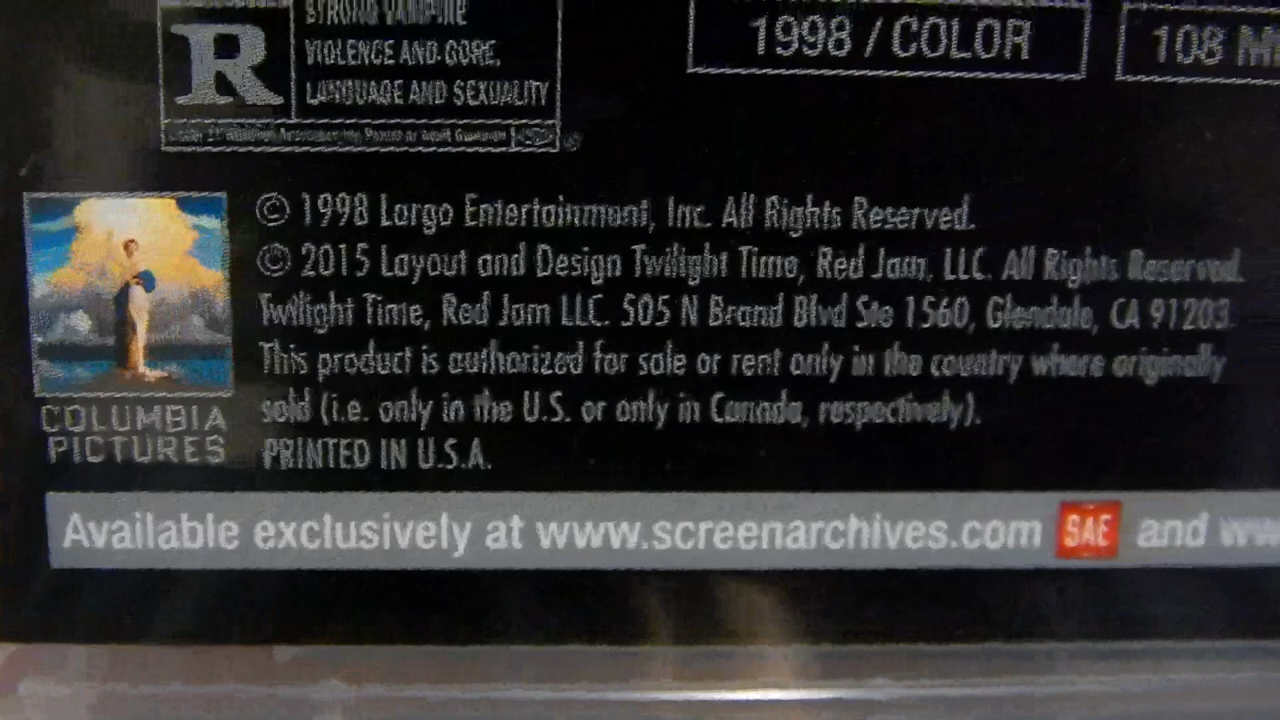 STRONG VAMPIRE
VIOLENCE AND GORE,
LANGUAGE AND SEXUALITY
R
1998 / COLOR
108 M
© 1998 Largo Entertainment, Inc. All Rights Reserved.
© 2015 Layout and Design Twilight Time, Red Jam, LLC. All Rights Reserved.
Twilight Time, Red Jam LLC. 505 N Brand Blvd Ste 1560, Glendale, CA 91203.
This product is authorized for sale or rent only in the country where originally
sold (i.e. only in the U.S. or only in Canada, respectively).
PRINTED IN U.S.A.
COLUMBIA
PICTURES
Available exclusively at www.screenarchives.com SAE and ww